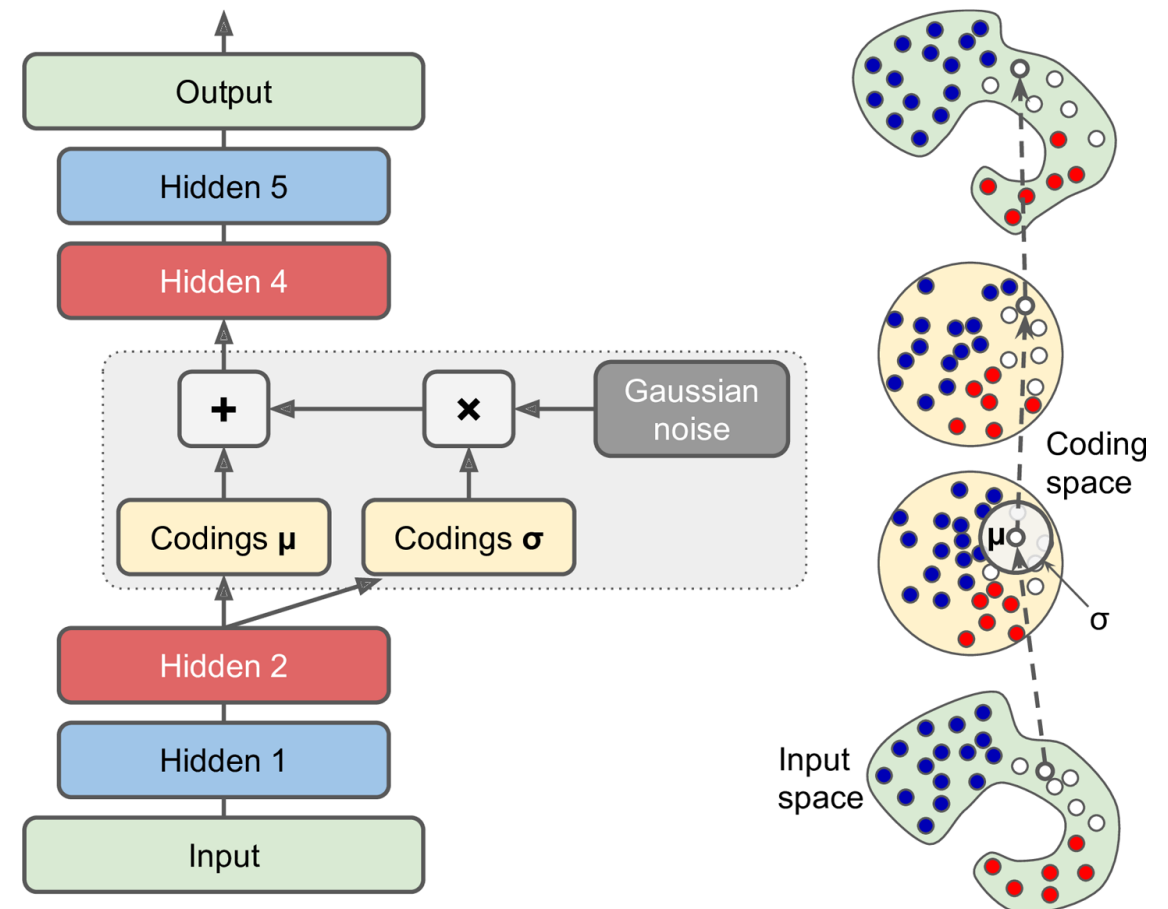 Output
Hidden 5
Hidden 4
+
×
Gaussian
noise
Codings μ
Codings σ
Hidden 2
Hidden 1
Input
Coding
space
μ
σ
Input
space